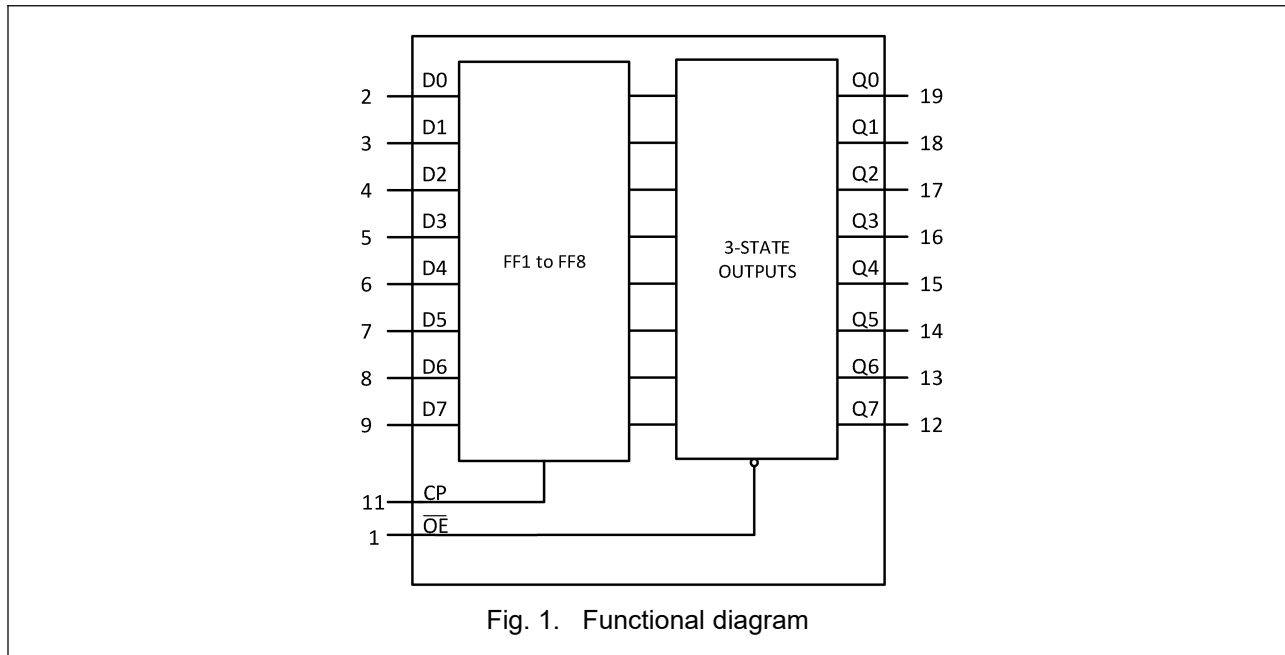 D0
Q0
2
19
D1
Q1
3
18
D2
Q2
4
17
D3
Q3
5
16
3-STATE
OUTPUTS
FF1 to FF8
D4
Q4
6
15
D5
Q5
7
14
D6
Q6
8
13
D7
Q7
9
12
CP
11
O̅E̅
1
Fig. 1. Functional diagram